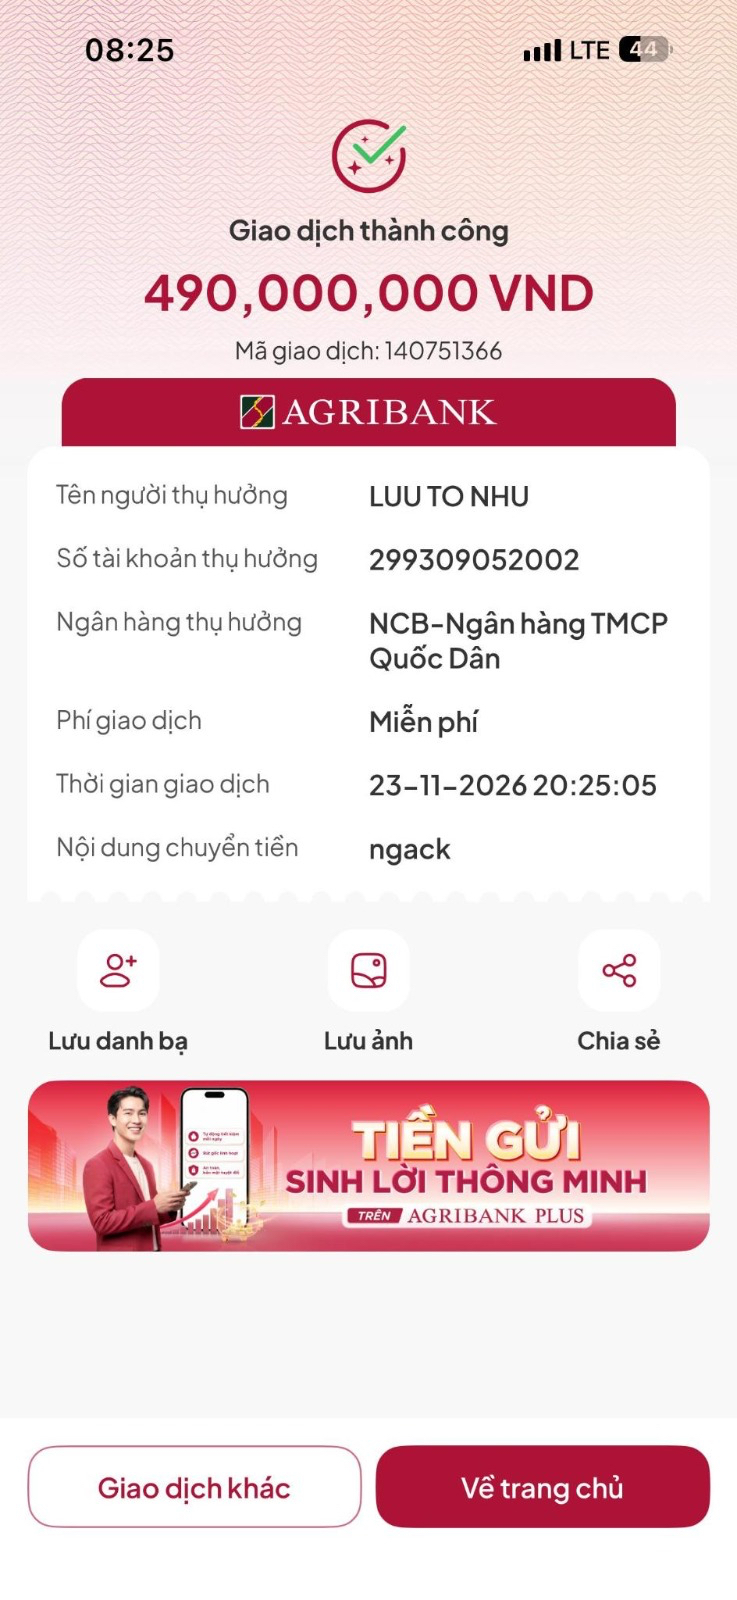 08:25
LTE 44
Giao dịch thành công
490,000,000 VND
Mã giao dịch: 140751366
AGRIBANK
Tên người thụ hưởng
LUU TO NHU
Số tài khoản thụ hưởng
299309052002
Ngân hàng thụ hưởng
NCB-Ngân hàng TMCP
Quốc Dân
Phí giao dịch
Miễn phí
Thời gian giao dịch
23-11-2026 20:25:05
Nội dung chuyển tiền
ngack
Lưu danh bạ
Lưu ảnh
Chia sẻ
TIỀN GỬI
SINH LỜI THÔNG MINH
TRÊN AGRIBANK PLUS
Giao dịch khác
Về trang chủ